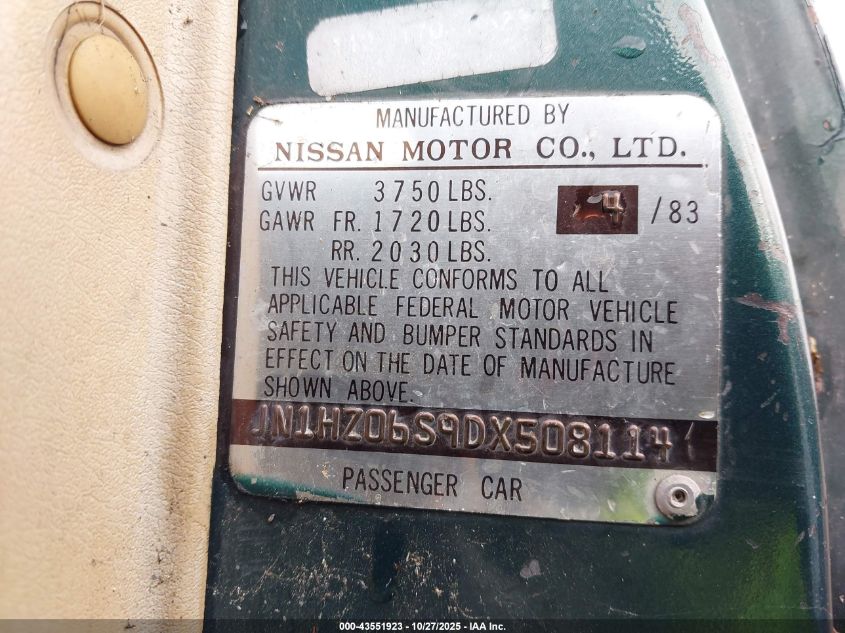 MANUFACTURED BY
NISSAN MOTOR CO., LTD.
GVWR 3750 LBS. 4 /83
GAWR FR. 1720 LBS.
RR. 2030 LBS.
THIS VEHICLE CONFORMS TO ALL
APPLICABLE FEDERAL MOTOR VEHICLE
SAFETY AND BUMPER STANDARDS IN
EFFECT ON THE DATE OF MANUFACTURE
SHOWN ABOVE.
JN1HZ06S9DX508114
PASSENGER CAR
000-43551923 | 10/27/2025 | IAA Inc.